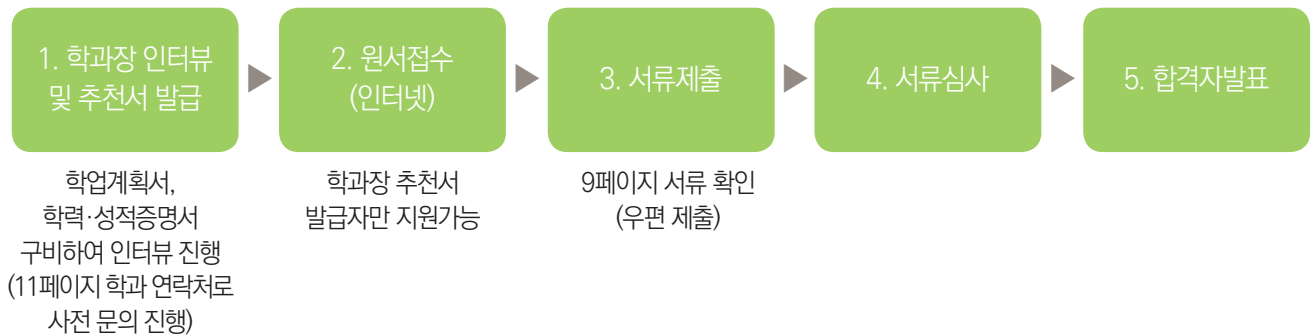 1. 학과장 인터뷰
및 추천서 발급
2. 원서접수
(인터넷)
3. 서류제출
4. 서류심사
5. 합격자발표
학업계획서,
학력·성적증명서
구비하여 인터뷰 진행
(11페이지 학과 연락처로
사전 문의 진행)
학과장 추천서
발급자만 지원가능
9페이지 서류 확인
(우편 제출)